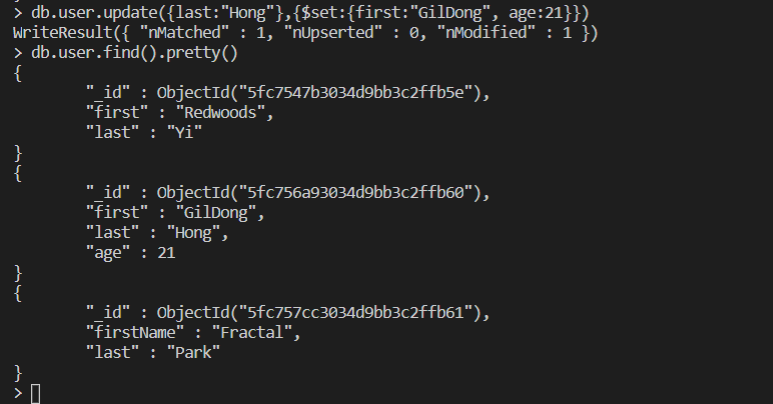 > db.user.update({last:"Hong"},{$set:{first:"GilDong", age:21}})
WriteResult({ "nMatched" : 1, "nUpserted" : 0, "nModified" : 1 })
> db.user.find().pretty()
{
        "_id" : ObjectId("5fc7547b3034d9bb3c2ffb5e"),
        "first" : "Redwoods",
        "last" : "Yi"
}
{
        "_id" : ObjectId("5fc756a93034d9bb3c2ffb60"),
        "first" : "GilDong",
        "last" : "Hong",
        "age" : 21
}
{
        "_id" : ObjectId("5fc757cc3034d9bb3c2ffb61"),
        "firstName" : "Fractal",
        "last" : "Park"
}
>